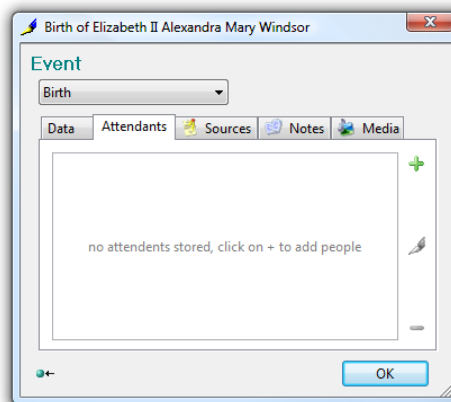 Birth of Elizabeth II Alexandra Mary Windsor
Event
Birth
Data Attendants Sources Notes Media
no attendents stored, click on + to add people
OK